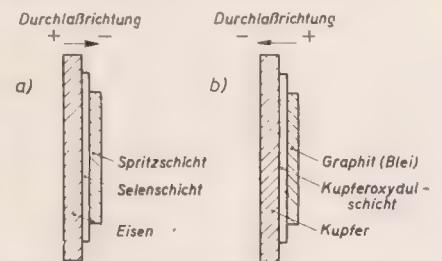 Durchlaßrichtung
+ → −
a)
Spritzschicht
Selenschicht
Eisen
Durchlaßrichtung
− ← +
b)
Graphit (Blei)
Kupferoxydul-
schicht
Kupfer